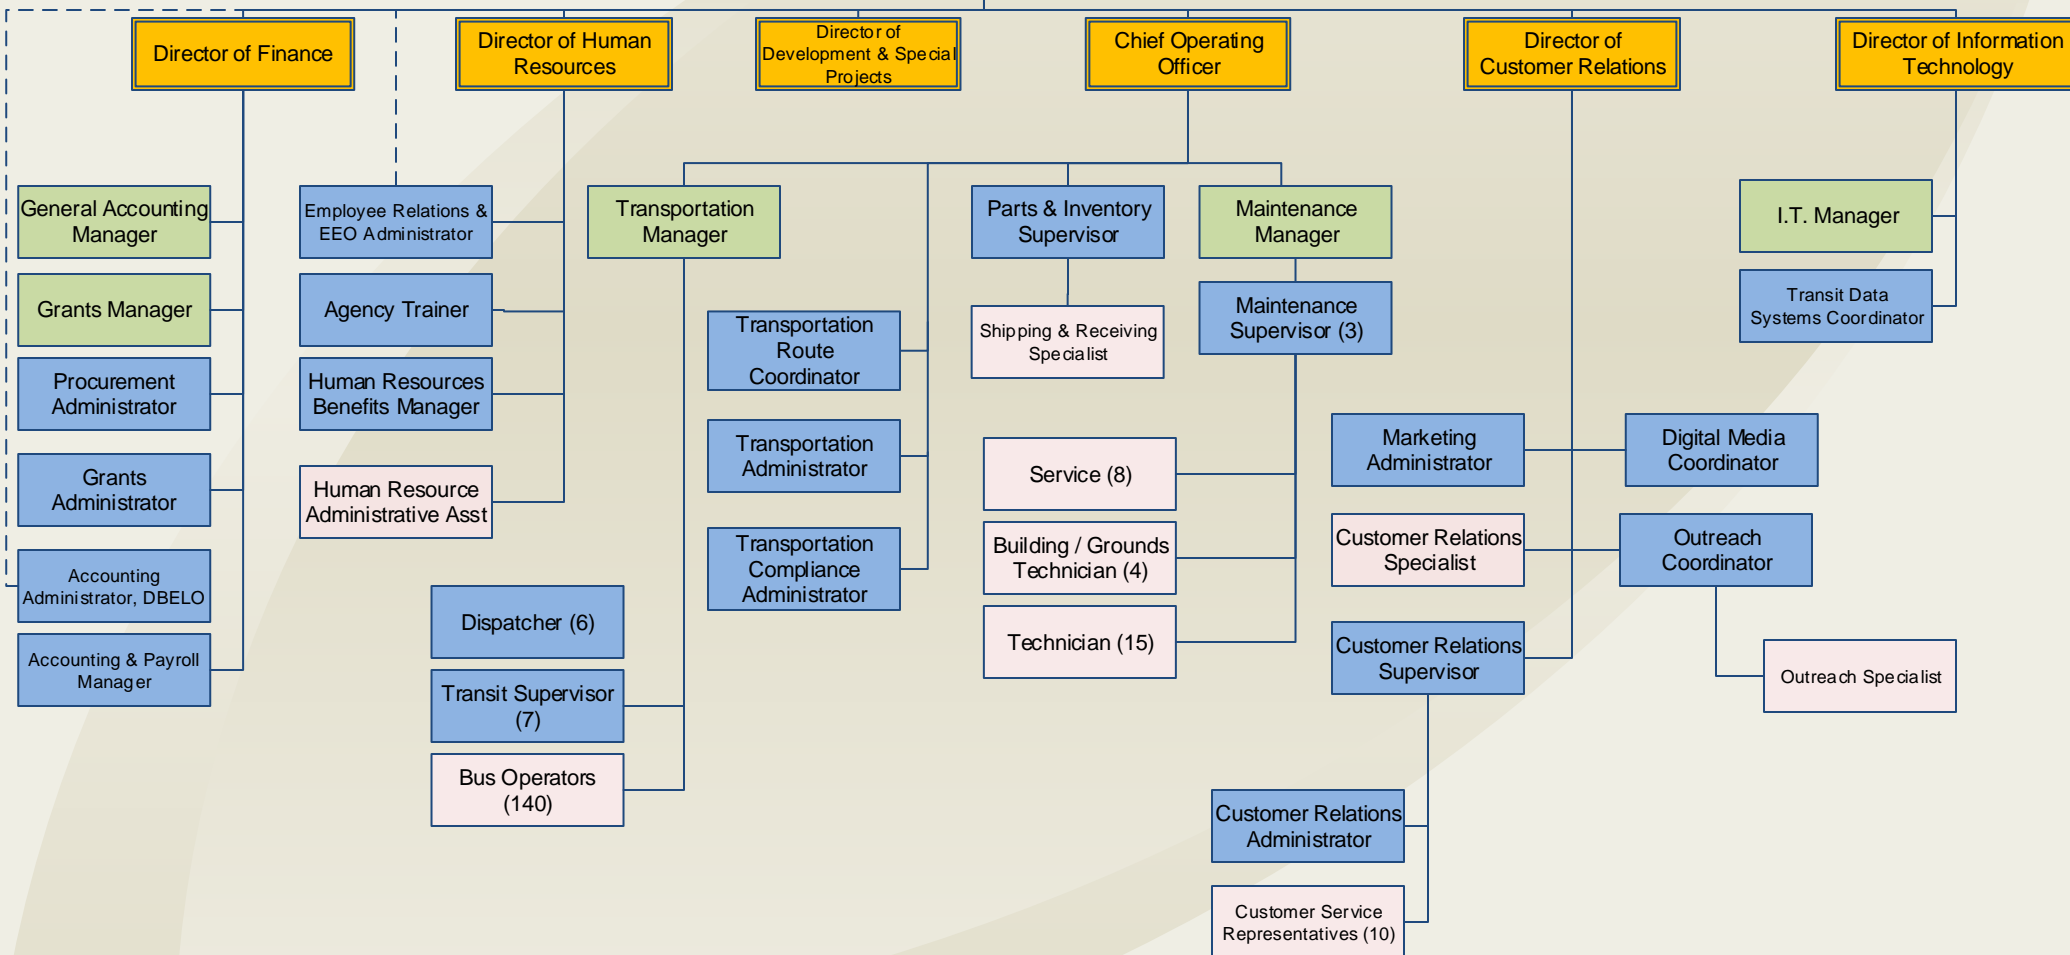 Director of Finance
Director of Human
Resources
Director of
Development & Special
Projects
Chief Operating
Officer
Director of
Customer Relations
Director of Information
Technology
General Accounting
Manager
Grants Manager
Procurement
Administrator
Grants
Administrator
Accounting
Administrator, DBELO
Accounting & Payroll
Manager
Employee Relations &
EEO Administrator
Agency Trainer
Human Resources
Benefits Manager
Human Resource
Administrative Asst
Transportation
Manager
Dispatcher (6)
Transit Supervisor
(7)
Bus Operators
(140)
Transportation
Route
Coordinator
Transportation
Administrator
Transportation
Compliance
Administrator
Parts & Inventory
Supervisor
Shipping & Receiving
Specialist
Maintenance
Manager
Maintenance
Supervisor (3)
Service (8)
Building / Grounds
Technician (4)
Technician (15)
Marketing
Administrator
Digital Media
Coordinator
Customer Relations
Specialist
Outreach
Coordinator
Customer Relations
Supervisor
Outreach Specialist
Customer Relations
Administrator
Customer Service
Representatives (10)
I.T. Manager
Transit Data
Systems Coordinator